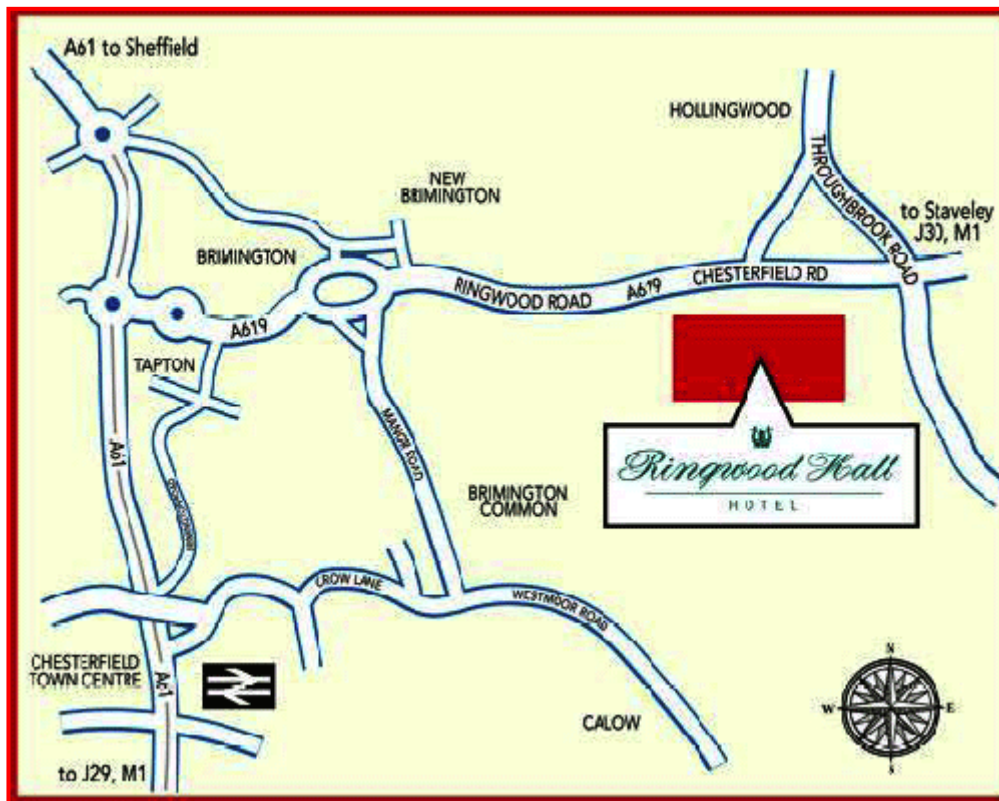 A61 to Sheffield
HOLLINGWOOD
THROUGHBROOK ROAD
NEW
BRIMINGTON
to Staveley
J30, M1
BRIMINGTON
RINGWOOD ROAD
A619
CHESTERFIELD RD
A619
TAPTON
A61
MANOR ROAD
Ringwood Hall
HOTEL
BRIMINGTON
COMMON
CROW LANE
WESTMOOR ROAD
CHESTERFIELD
TOWN CENTRE
A61
CALOW
to J29, M1
N
W
E
S